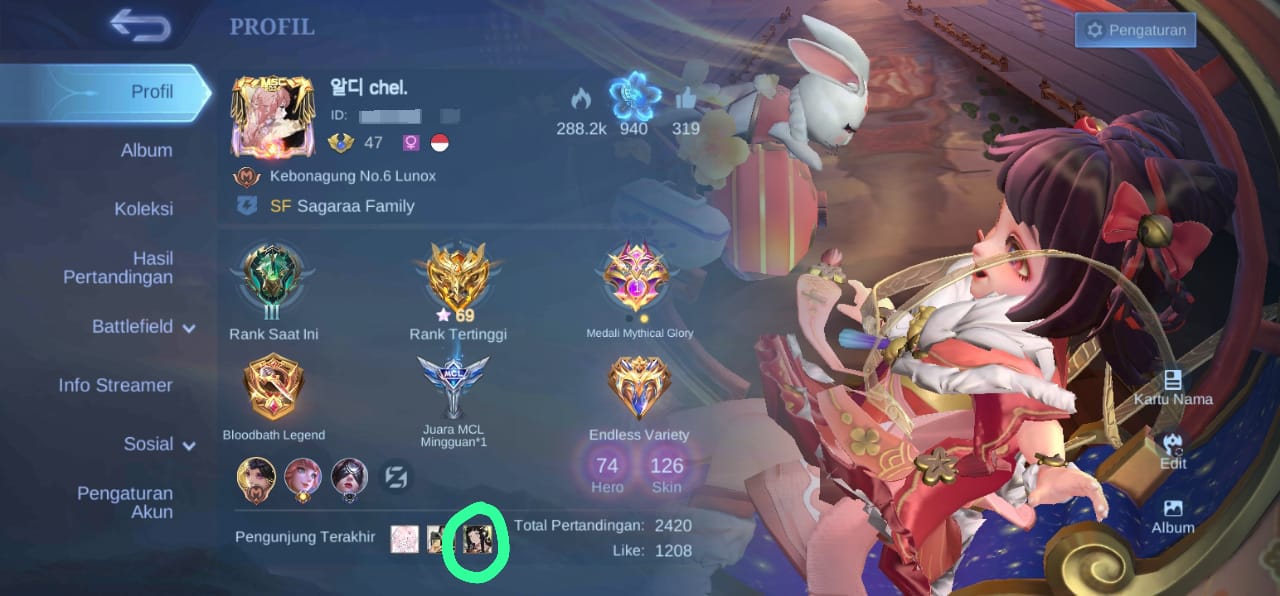 PROFIL
Pengaturan
Profil
Album
Koleksi
Hasil
Pertandingan
Battlefield
Info Streamer
Sosial
Pengaturan
Akun
MSC
알디 chel.
ID:
47
288.2k
940
319
Kebonagung No.6 Lunox
SF Sagaraa Family
III
Rank Saat Ini
69
Rank Tertinggi
1
Medali Mythical Glory
Bloodbath Legend
MCL
Juara MCL
Mingguan*1
Endless Variety
74
Hero
126
Skin
Pengunjung Terakhir
Total Pertandingan: 2420
Like: 1208
Kartu Nama
Edit
Album